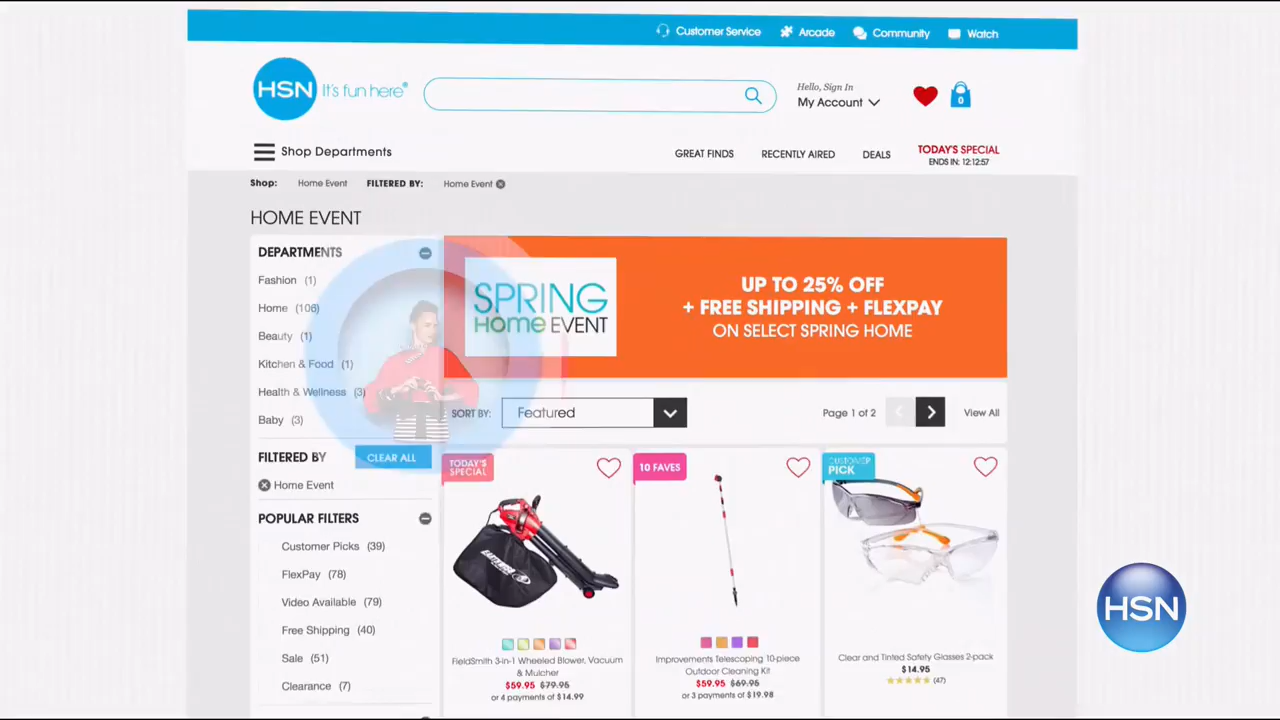 Customer Service Arcade Community Watch
HSN It's fun here®
Hello, Sign In
My Account
0
Shop Departments
GREAT FINDS RECENTLY AIRED DEALS TODAY'S SPECIAL
ENDS IN: 12:12:57
Shop: Home Event FILTERED BY: Home Event
HOME EVENT
DEPARTMENTS
Fashion (1)
Home (106)
Beauty (1)
Kitchen & Food (1)
Health & Wellness (3)
Baby (3)
FILTERED BY CLEAR ALL
Home Event
POPULAR FILTERS
Customer Picks (39)
FlexPay (78)
Video Available (79)
Free Shipping (40)
Sale (51)
Clearance (7)
SPRING
Home EVENT
UP TO 25% OFF
+ FREE SHIPPING + FLEXPAY
ON SELECT SPRING HOME
SORT BY: Featured Page 1 of 2 View All
TODAY'S
SPECIAL
FieldSmith 3-in-1 Wheeled Blower, Vacuum
& Mulcher
$59.95 $79.95
or 4 payments of $14.99
10 FAVES
Improvements Telescoping 10-piece
Outdoor Cleaning Kit
$59.95 $69.95
or 3 payments of $19.98
CUSTOMER
PICK
Clear and Tinted Safety Glasses 2-pack
$14.95
(47)
HSN